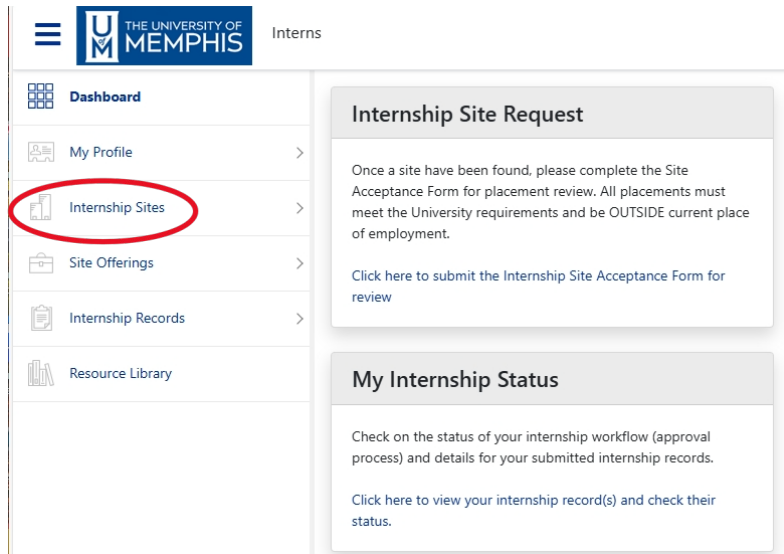 THE UNIVERSITY OF
MEMPHIS
Interns
Dashboard
My Profile
Internship Sites
Site Offerings
Internship Records
Resource Library
Internship Site Request
Once a site have been found, please complete the Site
Acceptance Form for placement review. All placements must
meet the University requirements and be OUTSIDE current place
of employment.
Click here to submit the Internship Site Acceptance Form for
review
My Internship Status
Check on the status of your internship workflow (approval
process) and details for your submitted internship records.
Click here to view your internship record(s) and check their
status.